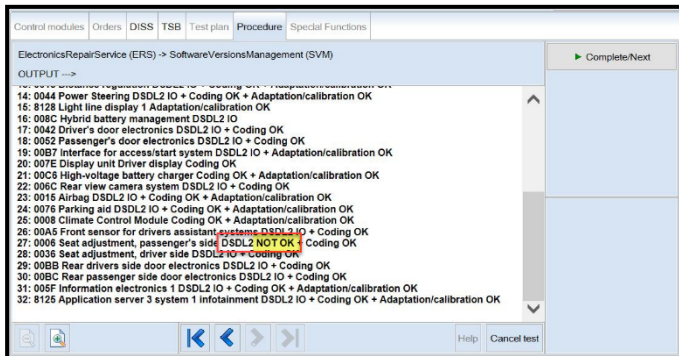 Control modules Orders DISS TSB Test plan Procedure Special Functions
ElectronicsRepairService (ERS) -> SoftwareVersionsManagement (SVM)
Complete/Next
OUTPUT --->
14: 0044 Power Steering DSDL2 IO + Coding OK + Adaptation/calibration OK
15: 8128 Light line display 1 Adaptation/calibration OK
16: 008C Hybrid battery management DSDL2 IO
17: 0042 Driver's door electronics DSDL2 IO + Coding OK
18: 0052 Passenger's door electronics DSDL2 IO + Coding OK
19: 00B7 Interface for access/start system DSDL2 IO + Adaptation/calibration OK
20: 007E Display unit Driver display Coding OK
21: 00C6 High-voltage battery charger Coding OK + Adaptation/calibration OK
22: 006C Rear view camera system DSDL2 IO + Coding OK
23: 0015 Airbag DSDL2 IO + Coding OK + Adaptation/calibration OK
24: 0076 Parking aid DSDL2 IO + Coding OK + Adaptation/calibration OK
25: 0008 Climate Control Module Coding OK + Adaptation/calibration OK
26: 00A5 Front sensor for drivers assistant systems DSDL2 IO + Coding OK
27: 0006 Seat adjustment, passenger's side DSDL2 NOT OK + Coding OK
28: 0036 Seat adjustment, driver side DSDL2 IO + Coding OK
29: 00BB Rear drivers side door electronics DSDL2 IO + Coding OK
30: 00BC Rear passenger side door electronics DSDL2 IO + Coding OK
31: 005F Information electronics 1 DSDL2 IO + Coding OK + Adaptation/calibration OK
32: 8125 Application server 3 system 1 infotainment DSDL2 IO + Coding OK + Adaptation/calibration OK
Help Cancel test